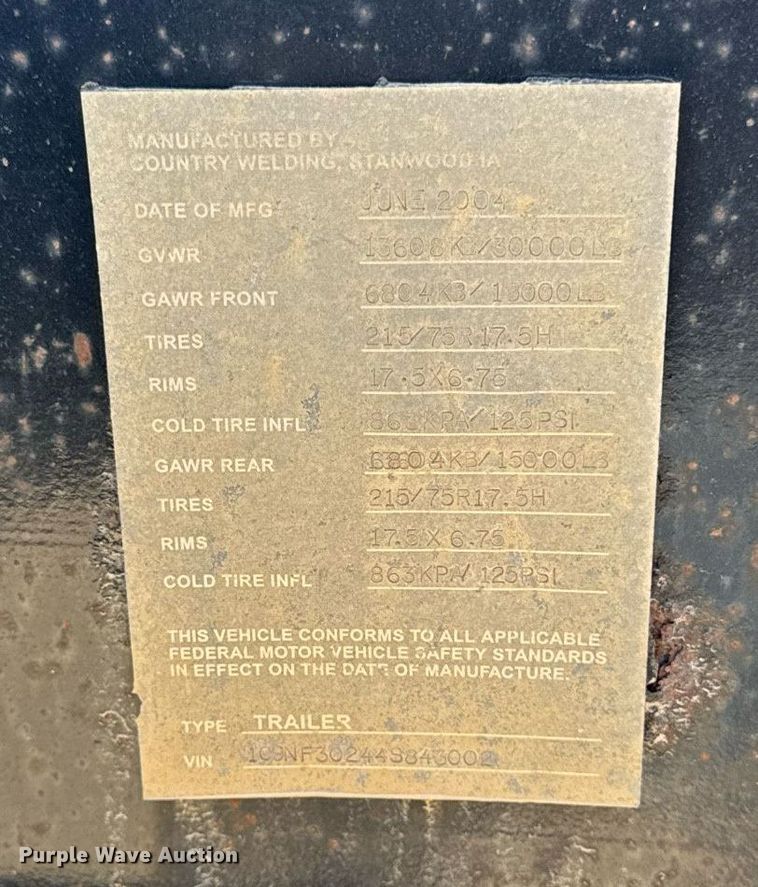 MANUFACTURED BY
COUNTRY WELDING, STANWOOD IA
DATE OF MFG JUNE 2004
GVWR 13608KB/30000LB
GAWR FRONT 6804KB/15000LB
TIRES 215/75R17.5H
RIMS 17.5X6.75
COLD TIRE INFL 863KPA/125PSI
GAWR REAR 6804KB/15000LB
TIRES 215/75R17.5H
RIMS 17.5X6.75
COLD TIRE INFL 863KPA/125PSI
THIS VEHICLE CONFORMS TO ALL APPLICABLE
FEDERAL MOTOR VEHICLE SAFETY STANDARDS
IN EFFECT ON THE DATE OF MANUFACTURE.
TYPE TRAILER
VIN
Purple Wave Auction